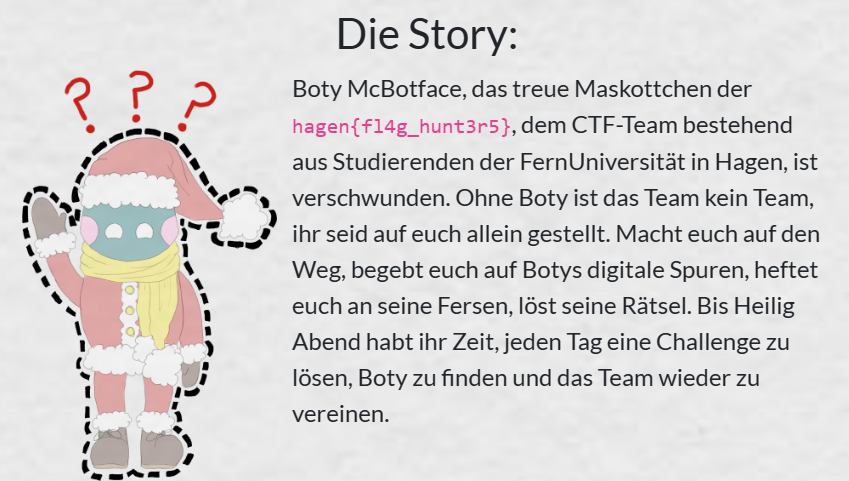 Die Story:
? ? ?
Boty McBotface, das treue Maskottchen der
hagen{fl4g_hunt3r5}, dem CTF-Team bestehend
aus Studierenden der FernUniversität in Hagen, ist
verschwunden. Ohne Boty ist das Team kein Team,
ihr seid auf euch allein gestellt. Macht euch auf den
Weg, begebt euch auf Botys digitale Spuren, heftet
euch an seine Fersen, löst seine Rätsel. Bis Heilig
Abend habt ihr Zeit, jeden Tag eine Challenge zu
lösen, Boty zu finden und das Team wieder zu
vereinen.